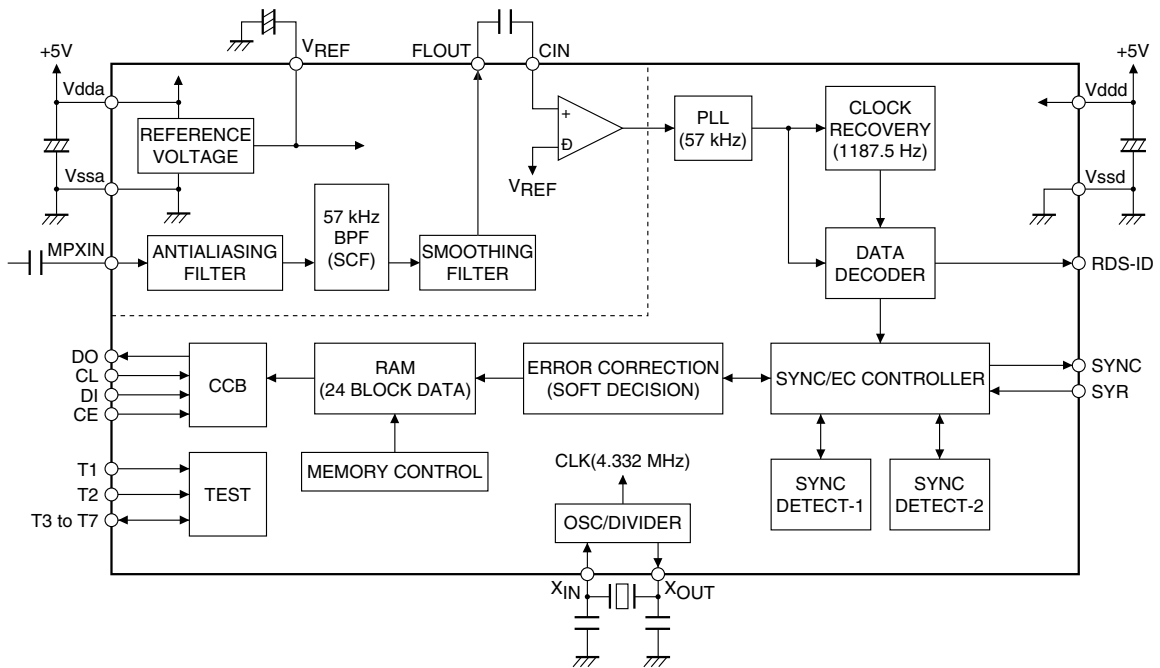 +5V
VREF
FLOUT
CIN
+5V
Vdda
REFERENCE
VOLTAGE
Vssa
+
Đ
VREF
PLL
(57 kHz)
CLOCK
RECOVERY
(1187.5 Hz)
Vddd
Vssd
MPXIN
ANTIALIASING
FILTER
57 kHz
BPF
(SCF)
SMOOTHING
FILTER
DATA
DECODER
RDS-ID
DO
CL
DI
CE
CCB
RAM
(24 BLOCK DATA)
ERROR CORRECTION
(SOFT DECISION)
SYNC/EC CONTROLLER
SYNC
SYR
T1
T2
T3 to T7
TEST
MEMORY CONTROL
CLK(4.332 MHz)
OSC/DIVIDER
SYNC
DETECT-1
SYNC
DETECT-2
XIN
XOUT